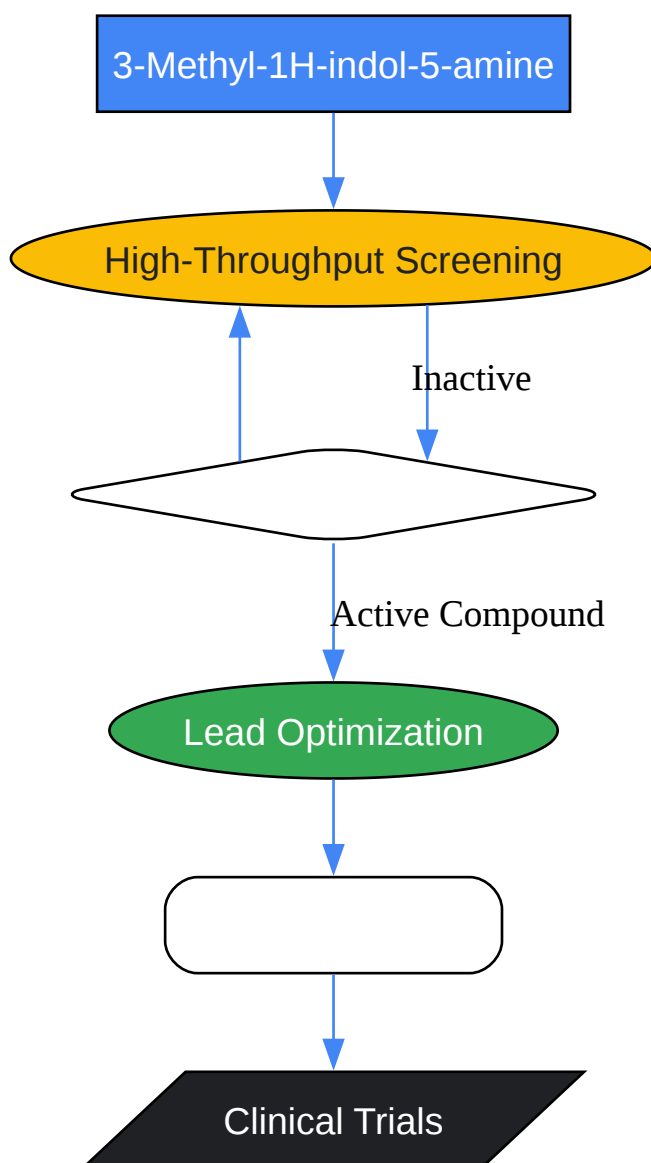 3-Methyl-1H-indol-5-amine
High-Throughput Screening
Inactive
Active Compound
Lead Optimization
Clinical Trials